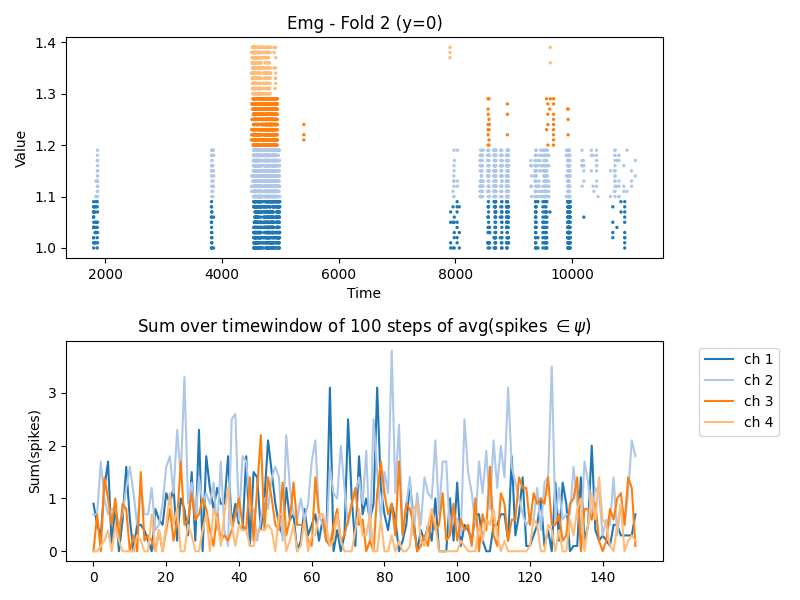 Emg - Fold 2 (y=0)
1.4
1.3
1.2
1.1
1.0
Value
2000 4000 6000 8000 10000
Time
Sum over timewindow of 100 steps of avg(spikes ∈ ψ)
3
2
1
0
Sum(spikes)
0 20 40 60 80 100 120 140
ch 1
ch 2
ch 3
ch 4